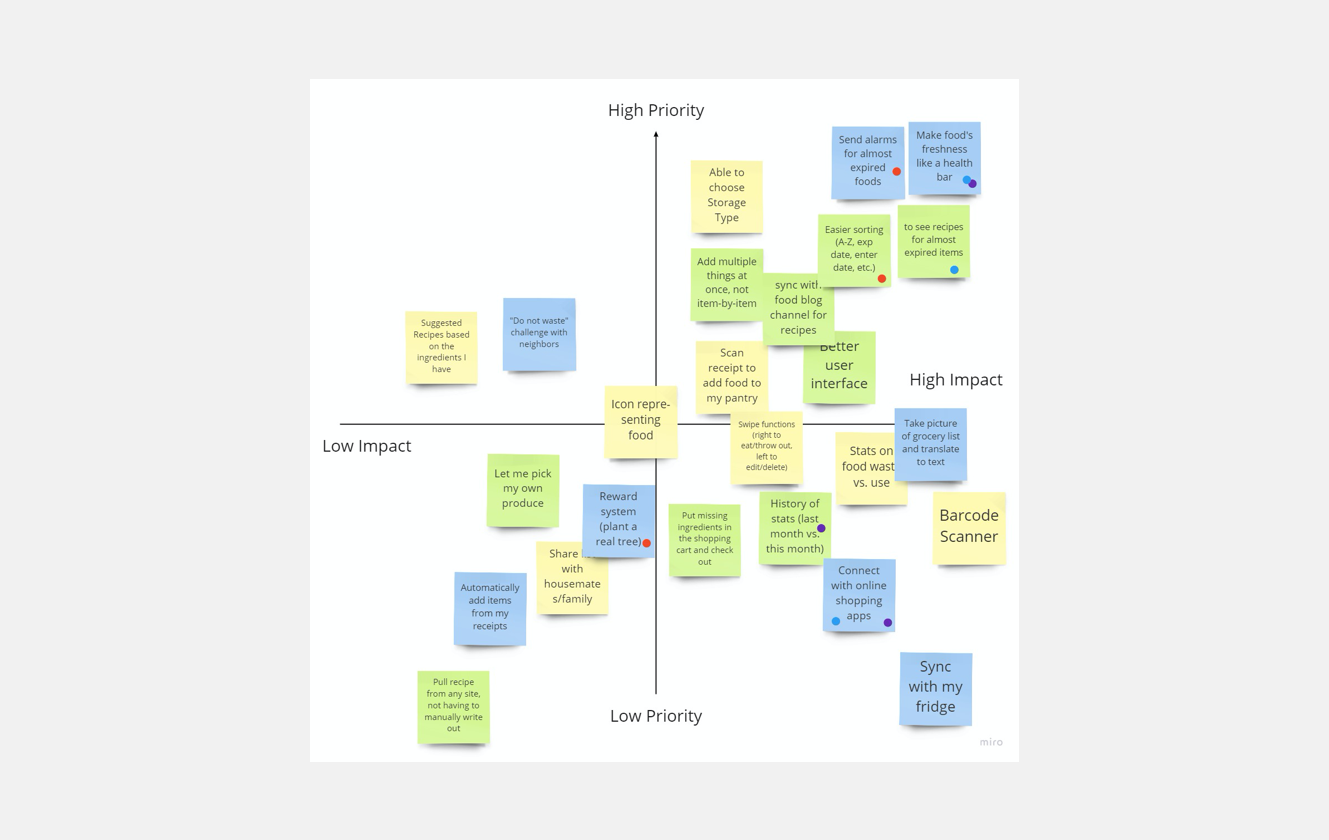 High Priority
Send alarms
for almost
expired
foods
Make food's
freshness
like a health
bar
Able to
choose
Storage
Type
Easier sorting
(A-Z, exp
date, enter
date, etc.)
to see recipes
for almost
expired items
Add multiple
things at
once, not
item-by-item
sync with
food blog
channel for
recipes
Suggested
Recipes based
on the
ingredients I
have
"Do not waste"
challenge with
neighbors
Scan
receipt to
add food to
my pantry
Better
user
interface
High Impact
Icon repre-
senting
food
Low Impact
Swipe functions
(right to
eat/throw out,
left to
edit/delete)
Stats on
food wast
vs. use
Take picture
of grocery list
and translate
to text
Let me pick
my own
produce
Reward
system
(plant a
real tree)
Put missing
ingredients in
the shopping
cart and check
out
History of
stats (last
month vs.
this month)
Barcode
Scanner
Share
with
housemate
s/family
Automatically
add items
from my
receipts
Connect
with online
shopping
apps
Sync
with my
fridge
Pull recipe
from any site,
not having to
manually write
out
Low Priority
miro